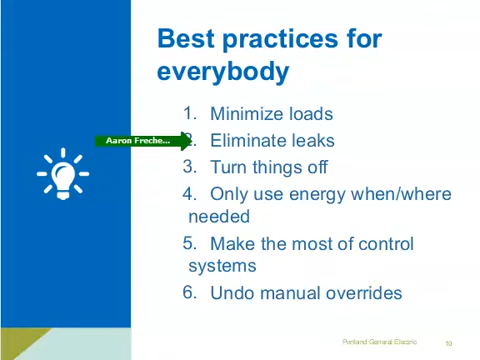 Best practices for
everybody
1. Minimize loads
Aaron Freche...
2. Eliminate leaks
3. Turn things off
4. Only use energy when/where
needed
5. Make the most of control
systems
6. Undo manual overrides
Portland General Electric
10